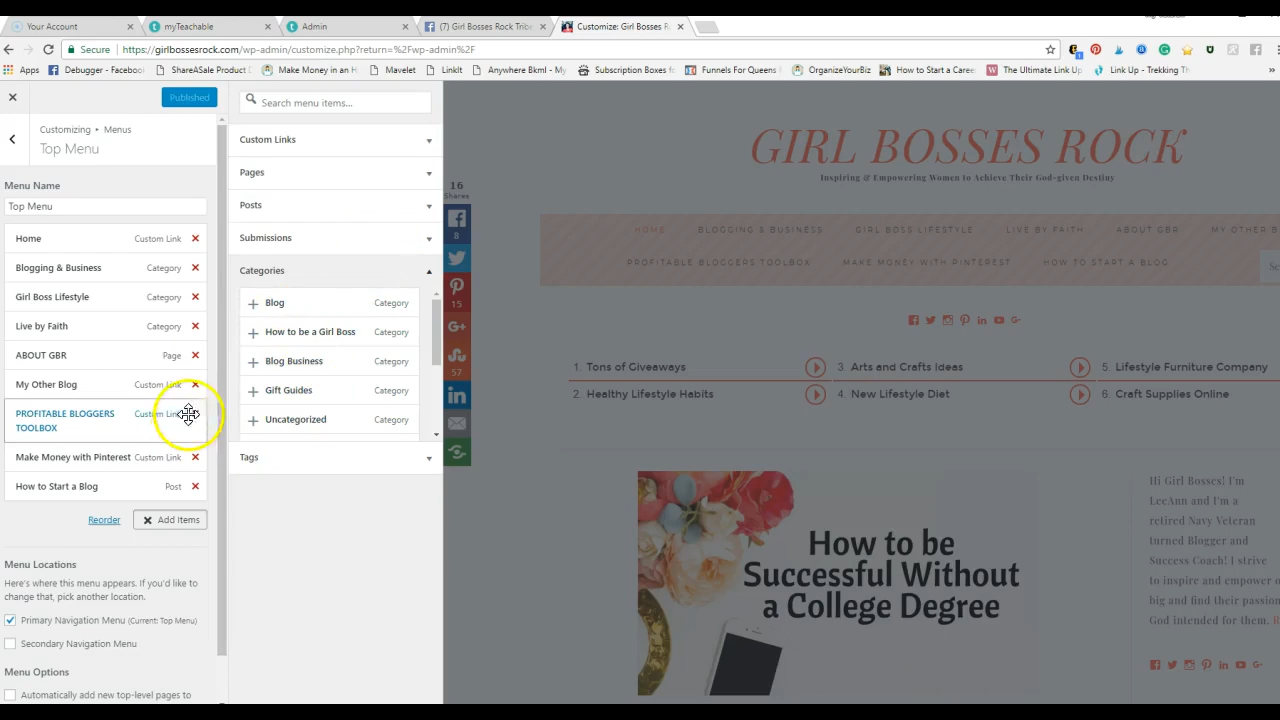 Your Account
myTeachable
Admin
(7) Girl Bosses Rock Tribe
Customize: Girl Bosses R
Secure
https://girlbossesrock.com/wp-admin/customize.php?return=%2Fwp-admin%2F
Apps
Debugger - Faceboo
ShareASale Product
Make Money in an H
Mavelet
LinkIt
Anywhere Bkml - My
Subscription Boxes fo
Funnels For Queens
OrganizeYourBiz
How to Start a Caree
The Ultimate Link Up
Link Up - Trekking Th
»
Published
Customizing • Menus
Top Menu
Menu Name
Top Menu
Home Custom Link
Blogging & Business Category
Girl Boss Lifestyle Category
Live by Faith Category
ABOUT GBR Page
My Other Blog Custom Link
PROFITABLE BLOGGERS Custom Link
TOOLBOX
Make Money with Pinterest Custom Link
How to Start a Blog Post
Reorder Add Items
Menu Locations
Here's where this menu appears. If you'd like to
change that, pick another location.
Primary Navigation Menu (Current: Top Menu)
Secondary Navigation Menu
Menu Options
Automatically add new top-level pages to
Search menu items...
Custom Links
Pages
Posts
Submissions
Categories
Blog Category
How to be a Girl Boss Category
Blog Business Category
Gift Guides Category
Uncategorized Category
Tags
16
Shares
8
15
57
GIRL BOSSES ROCK
Inspiring & Empowering Women to Achieve Their God-given Destiny
HOME BLOGGING & BUSINESS GIRL BOSS LIFESTYLE LIVE BY FAITH ABOUT GBR MY OTHER B
PROFITABLE BLOGGERS TOOLBOX MAKE MONEY WITH PINTEREST HOW TO START A BLOG
1. Tons of Giveaways
3. Arts and Crafts Ideas
5. Lifestyle Furniture Company
2. Healthy Lifestyle Habits
4. New Lifestyle Diet
6. Craft Supplies Online
How to be
Successful Without
a College Degree
Hi Girl Bosses! I'm
LeeAnn and I'm a
retired Navy Veteran
turned Blogger and
Success Coach! I strive
to inspire and empower
big and find their passion
God intended for them. R